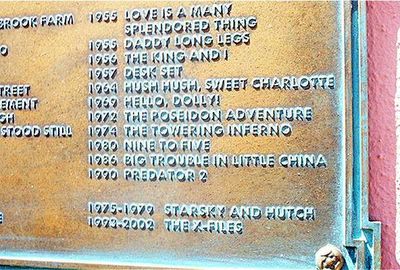 BROOK FARM
O
TREET
EMENT
GH
STOOD STILL
E
1955 LOVE IS A MANY
SPLENDORED THING
1955 DADDY LONG LEGS
1956 THE KING AND I
1957 DESK SET
1964 HUSH HUSH, SWEET CHARLOTTE
1969 HELLO, DOLLY!
1972 THE POSEIDON ADVENTURE
1974 THE TOWERING INFERNO
1980 NINE TO FIVE
1986 BIG TROUBLE IN LITTLE CHINA
1990 PREDATOR 2
1975-1979 STARSKY AND HUTCH
1993-2002 THE X-FILES